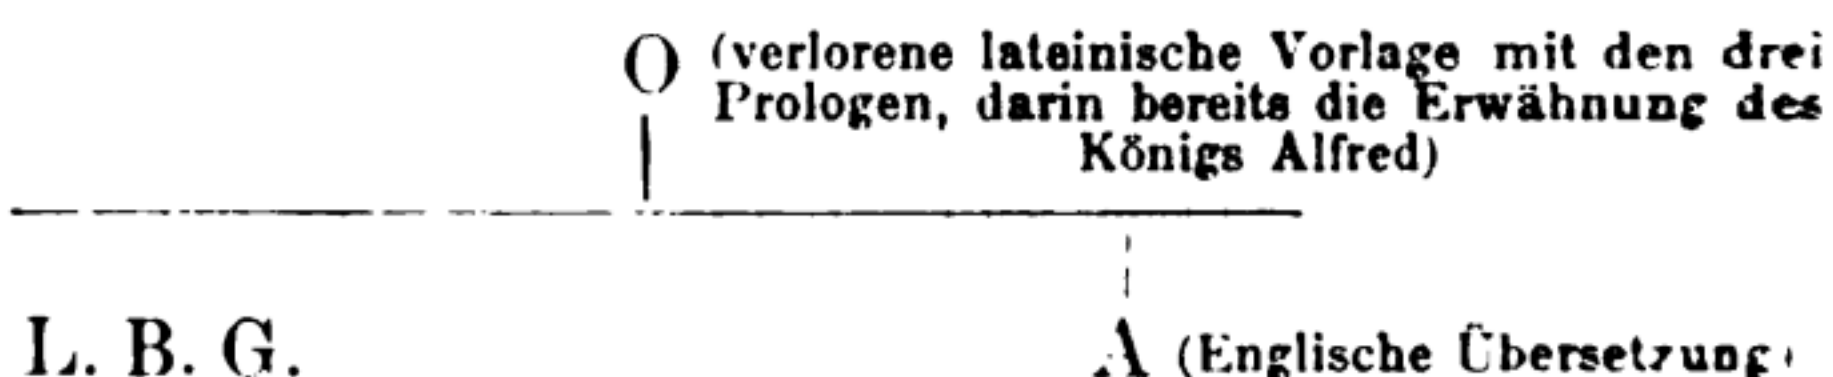 O (verlorene lateinische Vorlage mit den drei
Prologen, darin bereits die Erwähnung des
Königs Alfred)
L. B. G. A (Englische Übersetzung)